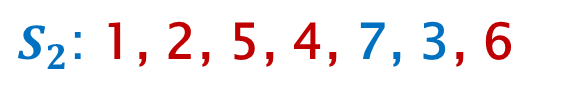 S₂: 1, 2, 5, 4, 7, 3, 6